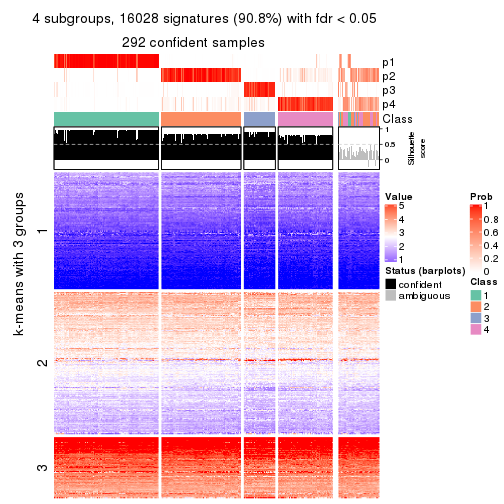 4 subgroups, 16028 signatures (90.8%) with fdr < 0.05
292 confident samples
p1
p2
p3
p4
Class
1
0.5
0
Silhouette
score
k-means with 3 groups
1
2
3
Value
5
4
3
2
1
Status (barplots)
confident
ambiguous
Prob
1
0.8
0.6
0.4
0.2
0
Class
1
2
3
4